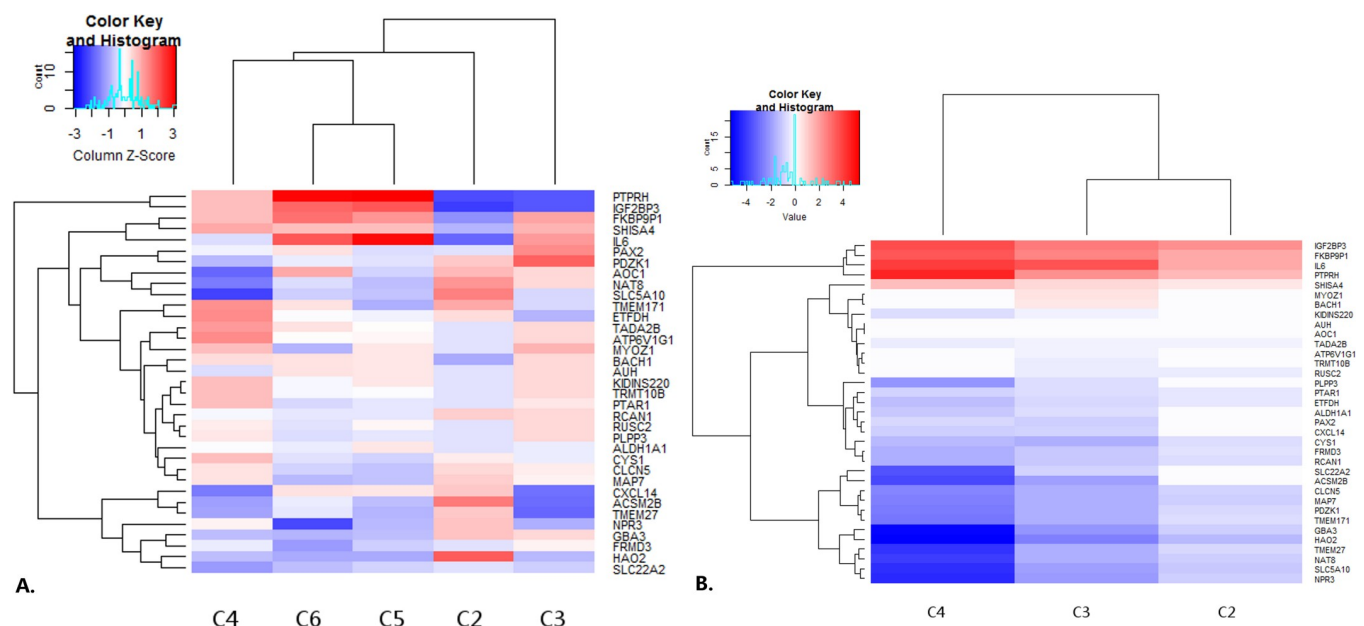 Color Key
and Histogram
Count
0
10
-3
-1
1
3
Column Z-Score
PTPRH
IGF2BP3
FKBP9P1
SHISA4
IL6
PAX2
PDZK1
AOC1
NAT8
SLC5A10
TMEM171
ETFDH
TADA2B
ATP6V1G1
MYOZ1
BACH1
AUH
KIDINS220
TRMT10B
PTAR1
RCAN1
RUSC2
PLPP3
ALDH1A1
CYS1
CLCN5
MAP7
CXCL14
ACSM2B
TMEM27
NPR3
GBA3
FRMD3
HAO2
SLC22A2
A.
C4 C6 C5 C2 C3
Color Key
and Histogram
Count
0
5
15
-4 -2 0 2 4
Value
IGF2BP3
FKBP9P1
IL6
PTPRH
SHISA4
MYOZ1
BACH1
KIDINS220
AUH
AOC1
TADA2B
ATP6V1G1
TRMT10B
RUSC2
PLPP3
PTAR1
ETFDH
ALDH1A1
PAX2
CXCL14
CYS1
FRMD3
RCAN1
SLC22A2
ACSM2B
CLCN5
MAP7
PDZK1
TMEM171
GBA3
HAO2
TMEM27
NAT8
SLC5A10
NPR3
B.
C4 C3 C2